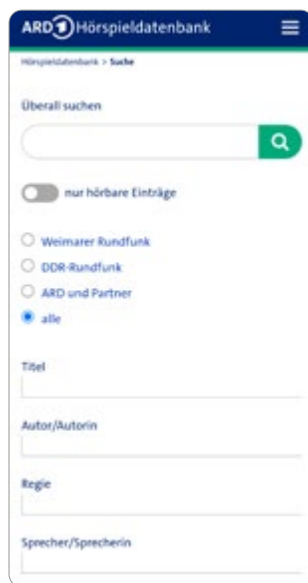 ARD Hörspieldatenbank
Hörspieldatenbank > Suche
Überall suchen
nur hörbare Einträge
Weimarer Rundfunk
DDR-Rundfunk
ARD und Partner
alle
Titel
Autor/Autorin
Regie
Sprecher/Sprecherin